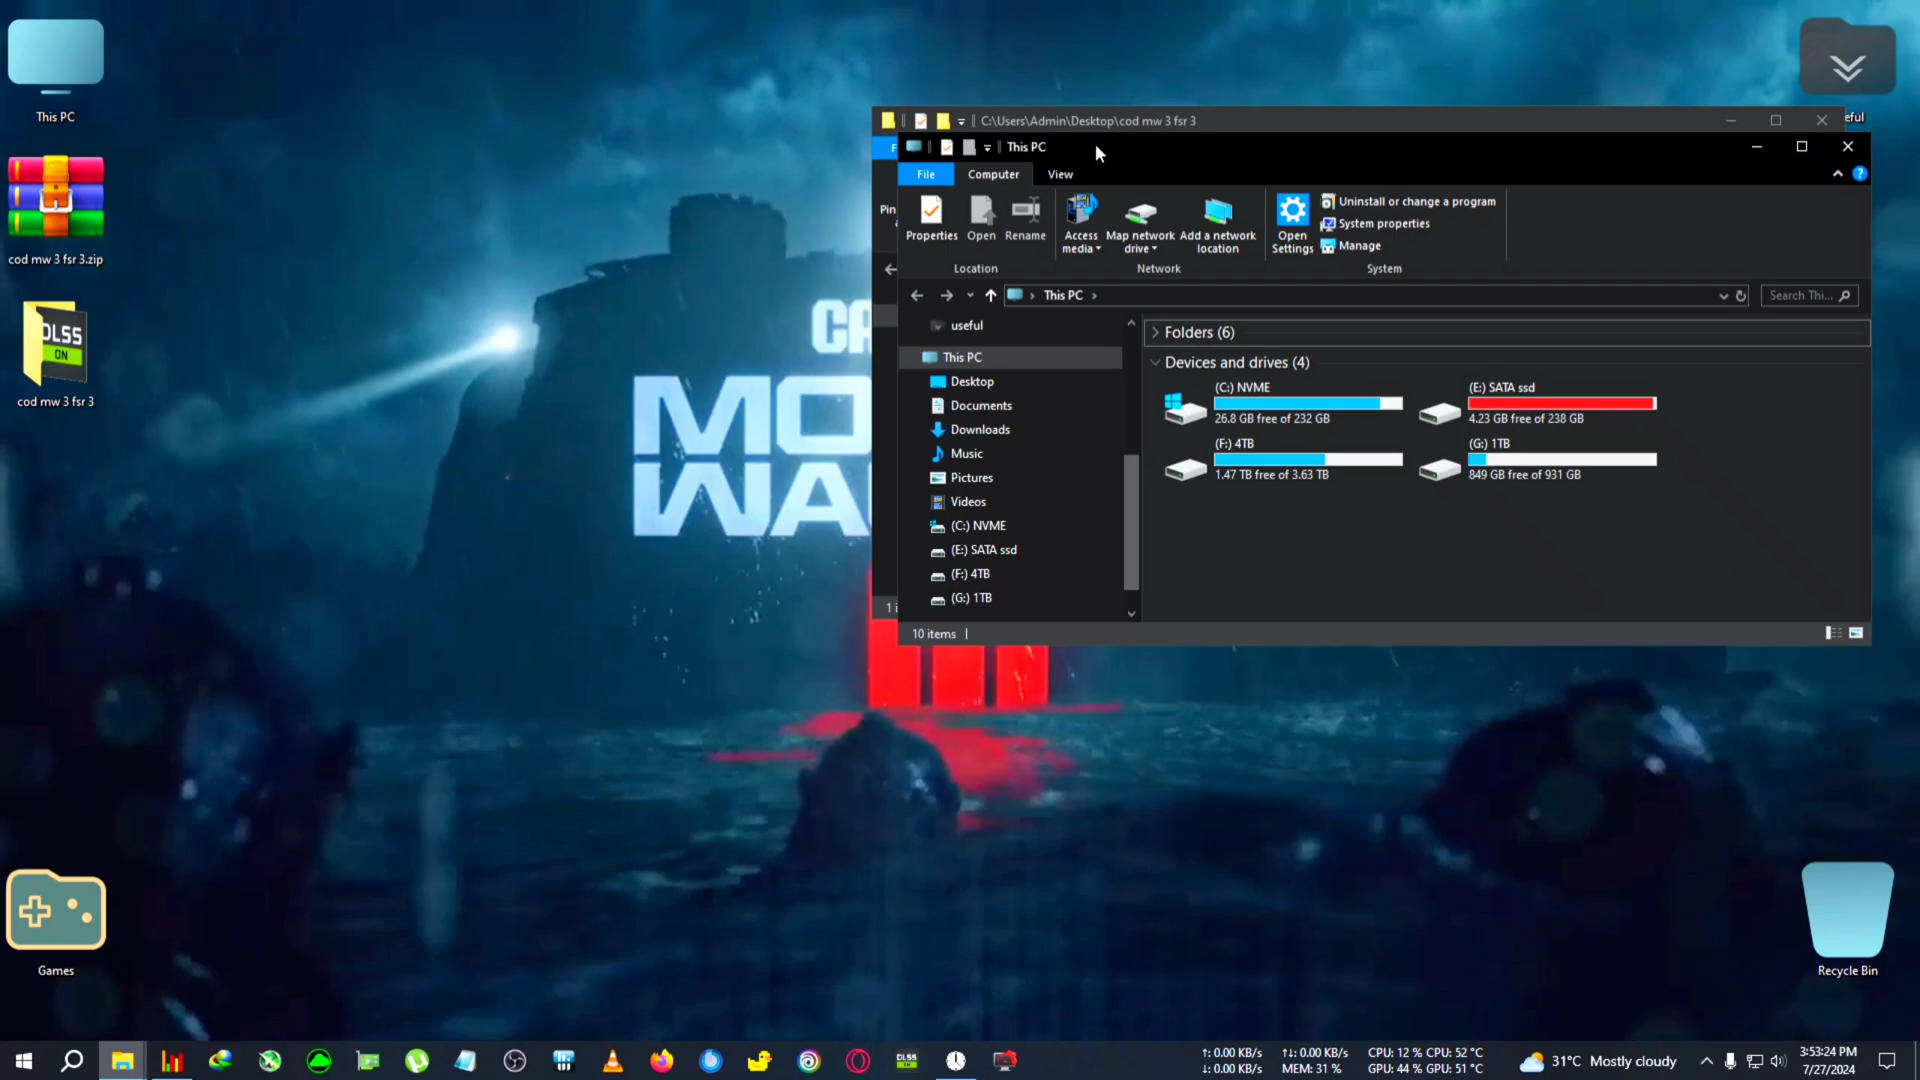 This PC
cod mw 3 fsr 3.zip
DLSS
ON
cod mw 3 fsr 3
Games
eful
Recycle Bin
MO
WA
C:\Users\Admin\Desktop\cod mw 3 fsr 3
This PC
File
Computer
View
Pin
Properties
Open
Rename
Access media
Map network drive
Add a network location
Open Settings
Uninstall or change a program
System properties
Manage
Location
Network
System
This PC
Search Thi...
useful
This PC
Desktop
Documents
Downloads
Music
Pictures
Videos
(C:) NVME
(E:) SATA ssd
(F:) 4TB
(G:) 1TB
Folders (6)
Devices and drives (4)
(C:) NVME
26.8 GB free of 232 GB
(E:) SATA ssd
4.23 GB free of 238 GB
(F:) 4TB
1.47 TB free of 3.63 TB
(G:) 1TB
849 GB free of 931 GB
10 items
↑: 0.00 KB/s
↓: 0.00 KB/s
↑↓: 0.00 KB/s
MEM: 31 %
CPU: 12 % CPU: 52 °C
GPU: 44 % GPU: 51 °C
31°C Mostly cloudy
3:53:24 PM
7/27/2024